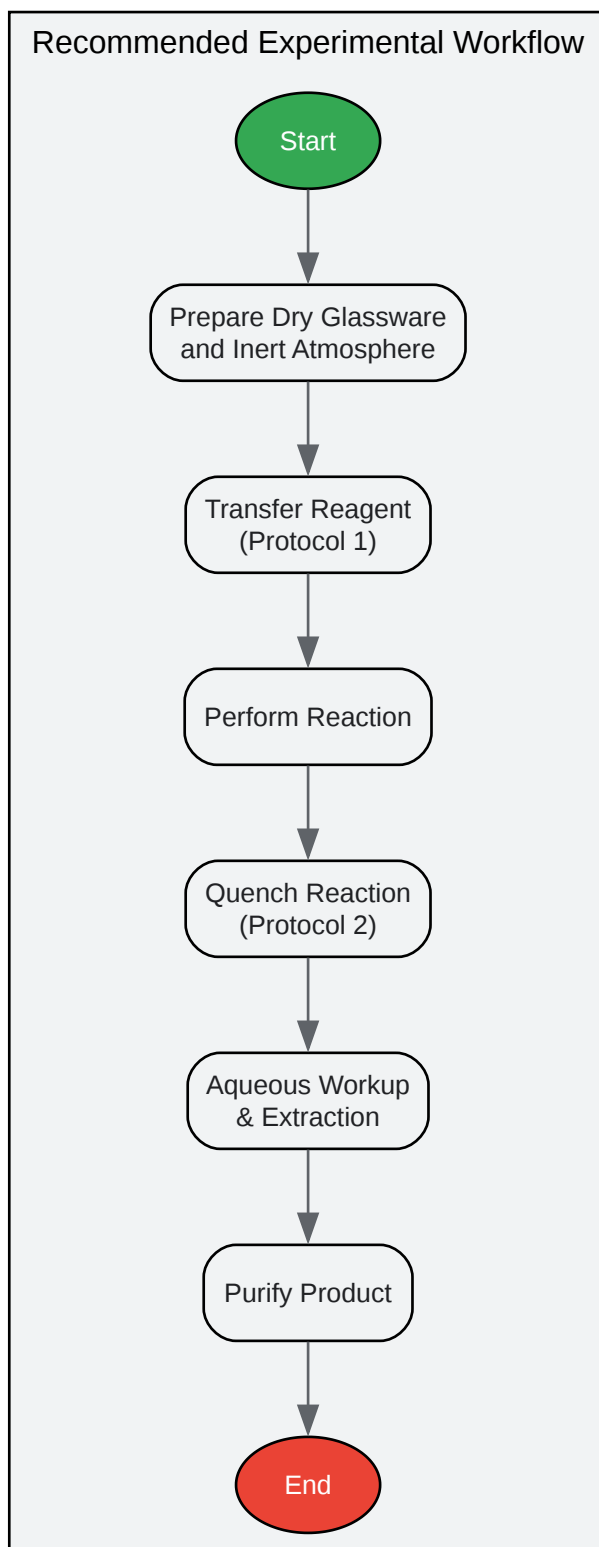 Recommended Experimental Workflow
Start
Prepare Dry Glassware
and Inert Atmosphere
Transfer Reagent
(Protocol 1)
Perform Reaction
Quench Reaction
(Protocol 2)
Aqueous Workup
& Extraction
Purify Product
End